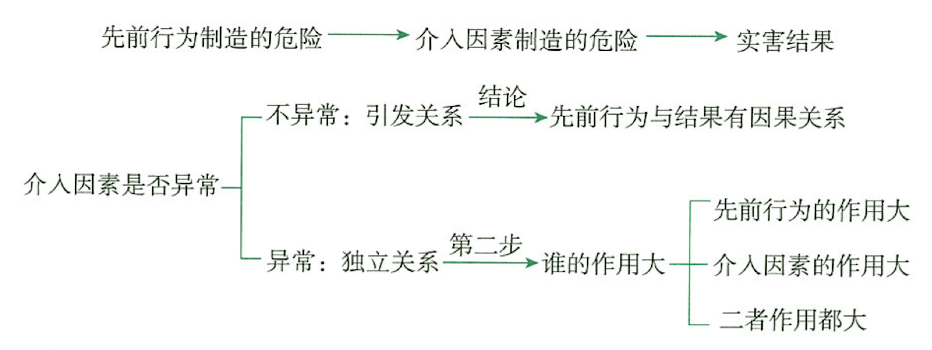 先前行为制造的危险 介入因素制造的危险 实害结果
不异常：引发关系 结论 先前行为与结果有因果关系
介入因素是否异常
先前行为的作用大
异常：独立关系 第二步 谁的作用大 介入因素的作用大
二者作用都大